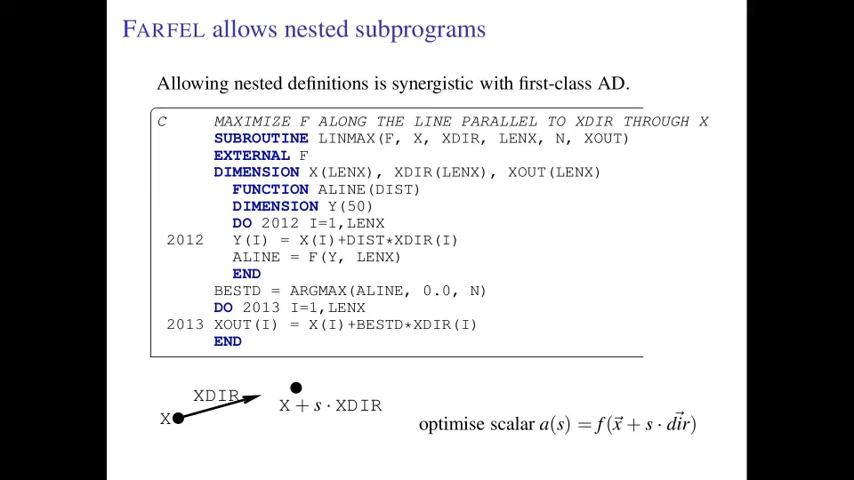 FARFEL allows nested subprograms
Allowing nested definitions is synergistic with first-class AD.
C MAXIMIZE F ALONG THE LINE PARALLEL TO XDIR THROUGH X
SUBROUTINE LINMAX(F, X, XDIR, LENX, N, XOUT)
EXTERNAL F
DIMENSION X(LENX), XDIR(LENX), XOUT(LENX)
FUNCTION ALINE(DIST)
DIMENSION Y(50)
DO 2012 I=1,LENX
2012 Y(I) = X(I)+DIST*XDIR(I)
ALINE = F(Y, LENX)
END
BESTD = ARGMAX(ALINE, 0.0, N)
DO 2013 I=1,LENX
2013 XOUT(I) = X(I)+BESTD*XDIR(I)
END
XDIR
X + s · XDIR
X
optimise scalar a(s) = f(x⃗ + s · dir⃗)